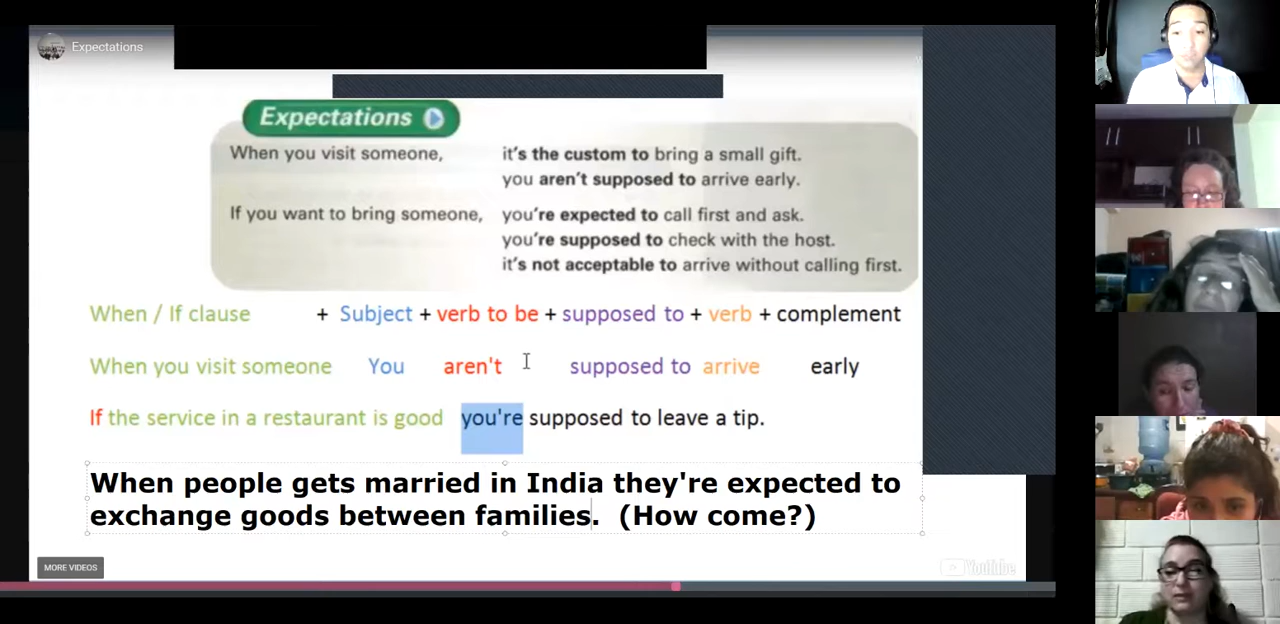 Expectations
Expectations
When you visit someone, it's the custom to bring a small gift.
you aren't supposed to arrive early.
If you want to bring someone, you're expected to call first and ask.
you're supposed to check with the host.
it's not acceptable to arrive without calling first.
When / If clause + Subject + verb to be + supposed to + verb + complement
When you visit someone You aren't supposed to arrive early
If the service in a restaurant is good you're supposed to leave a tip.
When people gets married in India they're expected to
exchange goods between families. (How come?)
MORE VIDEOS
YouTube